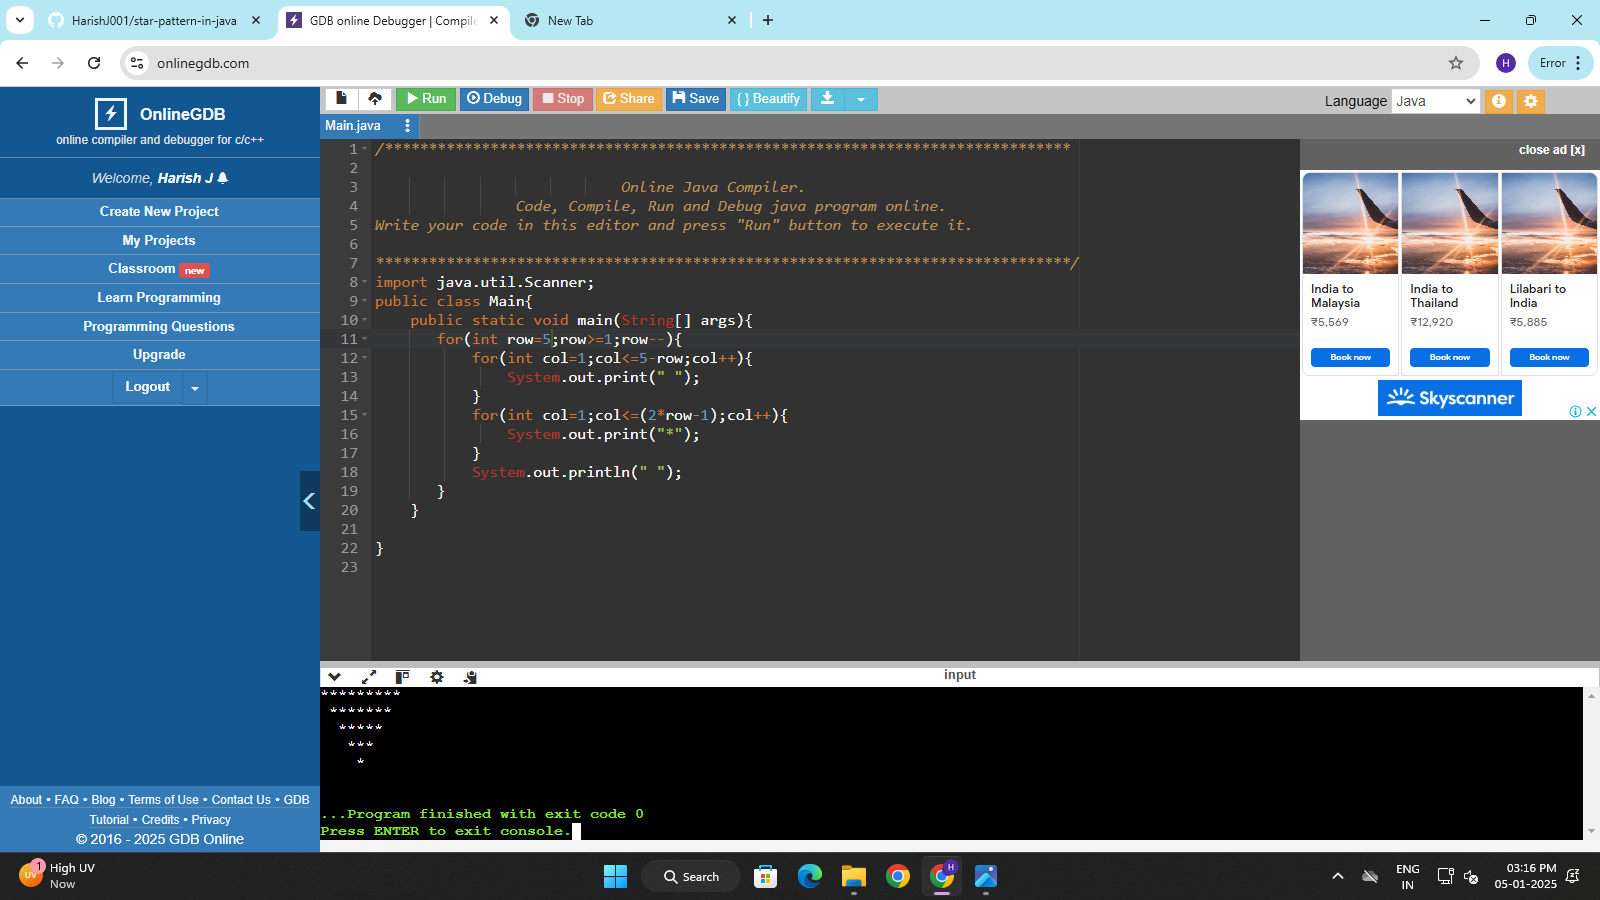 HarishJ001/star-pattern-in-java
GDB online Debugger | Compile
New Tab
onlinegdb.com
H
Error
OnlineGDB
online compiler and debugger for c/c++
Welcome, Harish J
Create New Project
My Projects
Classroom new
Learn Programming
Programming Questions
Upgrade
Logout
About • FAQ • Blog • Terms of Use • Contact Us • GDB
Tutorial • Credits • Privacy
© 2016 - 2025 GDB Online
Run
Debug
Stop
Share
Save
{ } Beautify
Language Java
Main.java
1 /******************************************************************************
2
3 Online Java Compiler.
4 Code, Compile, Run and Debug java program online.
5 Write your code in this editor and press "Run" button to execute it.
6
7 *******************************************************************************/
8 import java.util.Scanner;
9 public class Main{
10 public static void main(String[] args){
11 for(int row=5;row>=1;row--){
12 for(int col=1;col<=5-row;col++){
13 System.out.print(" ");
14 }
15 for(int col=1;col<=(2*row-1);col++){
16 System.out.print("*");
17 }
18 System.out.println(" ");
19 }
20 }
21
22 }
23
close ad [x]
India to
Malaysia
₹5,569
Book now
India to
Thailand
₹12,920
Book now
Lilabari to
India
₹5,885
Book now
Skyscanner
input
*********
*******
*****
***
*
...Program finished with exit code 0
Press ENTER to exit console.
1
UV
High UV
Now
Search
H
ENG
IN
03:16 PM
05-01-2025